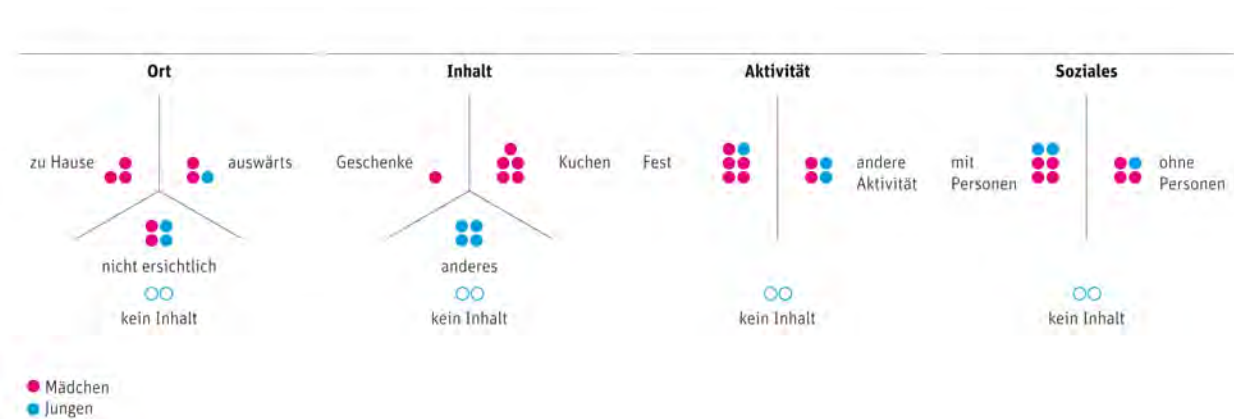 Ort
zu Hause
auswärts
nicht ersichtlich
kein Inhalt
Inhalt
Geschenke
Kuchen
anderes
kein Inhalt
Aktivität
Fest
andere
Aktivität
kein Inhalt
Soziales
mit
Personen
ohne
Personen
kein Inhalt
Mädchen
Jungen